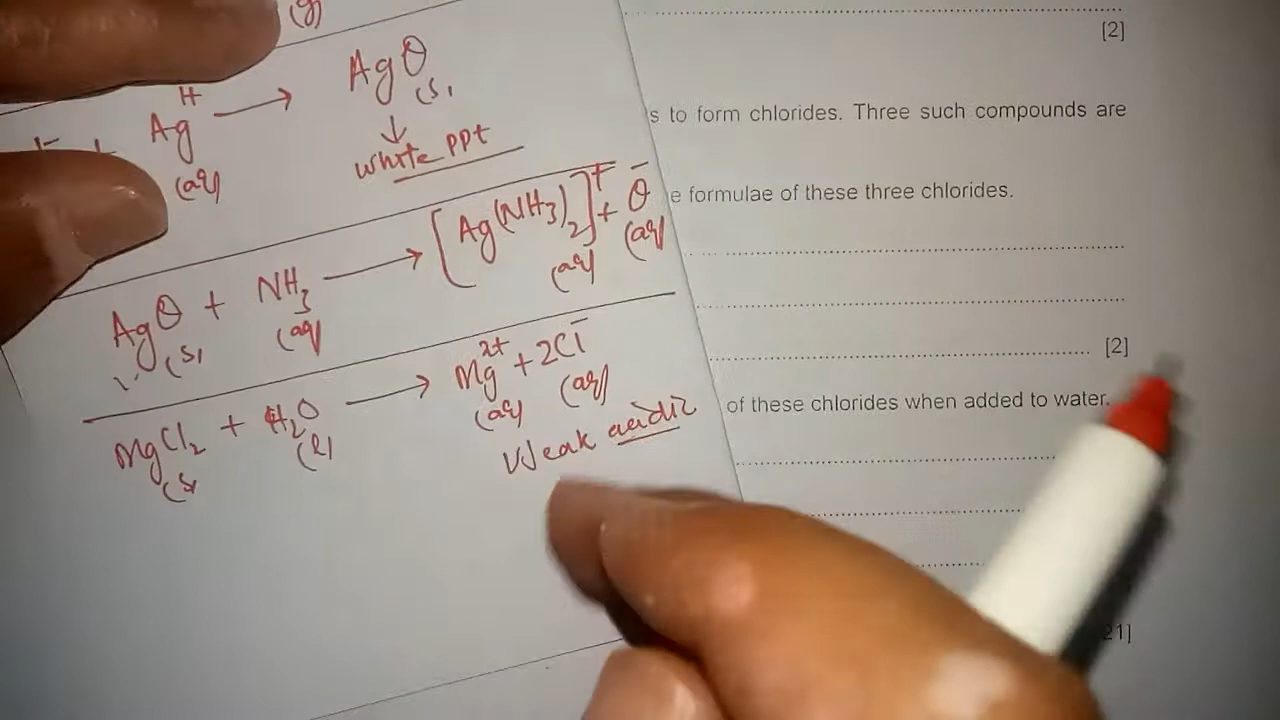 (g)
Ag+ → AgCl
(aq) (s)
↓
white ppt
AgCl + NH3 → [Ag(NH3)2]+ + Cl-
(s) (aq) (aq) (aq)
MgCl2 + H2O → Mg2+ + 2Cl-
(s) (l) (aq) (aq)
Weak acidic
[2]
s to form chlorides. Three such compounds are
e formulae of these three chlorides.
[2]
of these chlorides when added to water.
21]